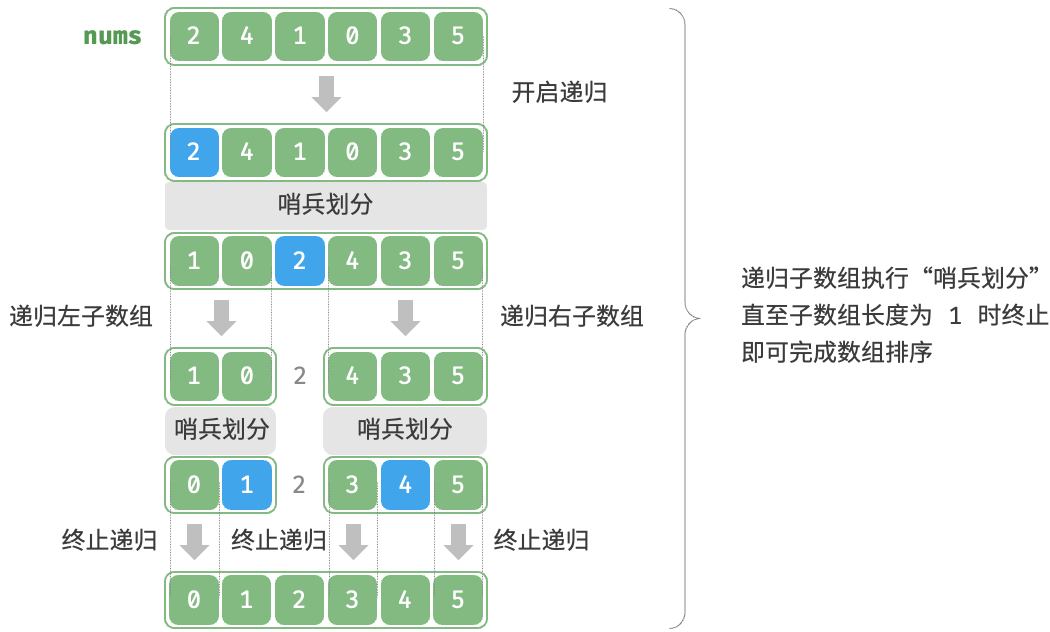 nums 2 4 1 0 3 5
开启递归
2 4 1 0 3 5
哨兵划分
1 0 2 4 3 5
递归左子数组 递归右子数组
1 0 2 4 3 5
哨兵划分 哨兵划分
0 1 2 3 4 5
终止递归 终止递归 终止递归
0 1 2 3 4 5
递归子数组执行“哨兵划分”
直至子数组长度为 1 时终止
即可完成数组排序